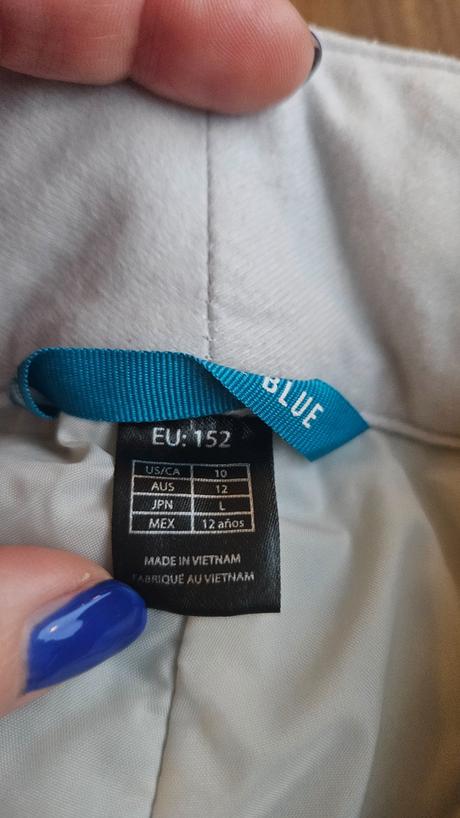 BLUE
EU: 152
US/CA 10
AUS 12
JPN L
MEX 12 años
MADE IN VIETNAM
FABRIQUÉ AU VIETNAM